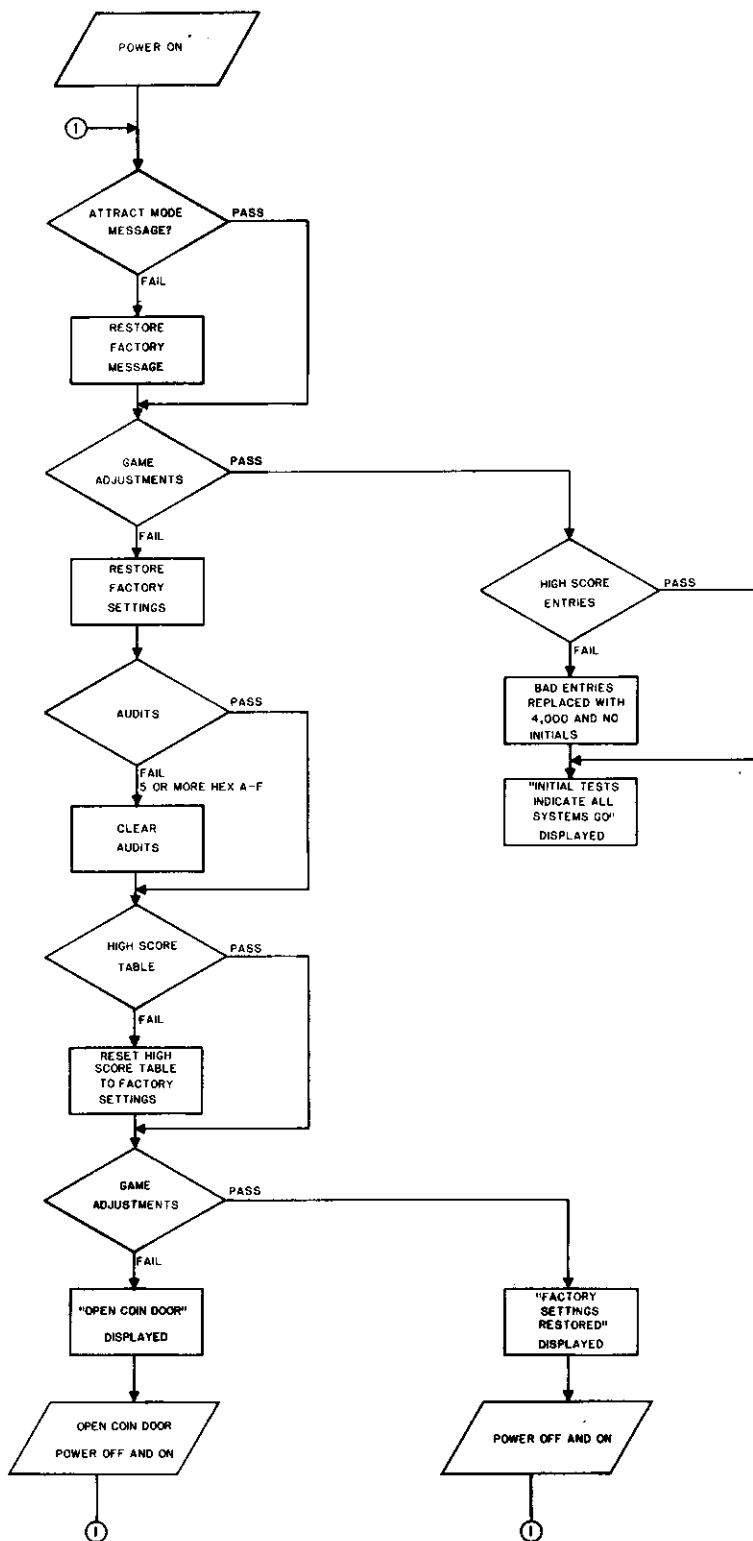 POWER ON
1
ATTRACT MODE
MESSAGE?
PASS
FAIL
RESTORE
FACTORY
MESSAGE
GAME
ADJUSTMENTS
PASS
FAIL
RESTORE
FACTORY
SETTINGS
HIGH SCORE
ENTRIES
PASS
FAIL
BAD ENTRIES
REPLACED WITH
4,000 AND NO
INITIALS
"INITIAL TESTS
INDICATE ALL
SYSTEMS GO"
DISPLAYED
AUDITS
PASS
FAIL
5 OR MORE HEX A-F
CLEAR
AUDITS
HIGH SCORE
TABLE
PASS
FAIL
RESET HIGH
SCORE TABLE
TO FACTORY
SETTINGS
GAME
ADJUSTMENTS
PASS
FAIL
"OPEN COIN DOOR"
DISPLAYED
"FACTORY
SETTINGS
RESTORED"
DISPLAYED
OPEN COIN DOOR
POWER OFF AND ON
POWER OFF AND ON
1
1